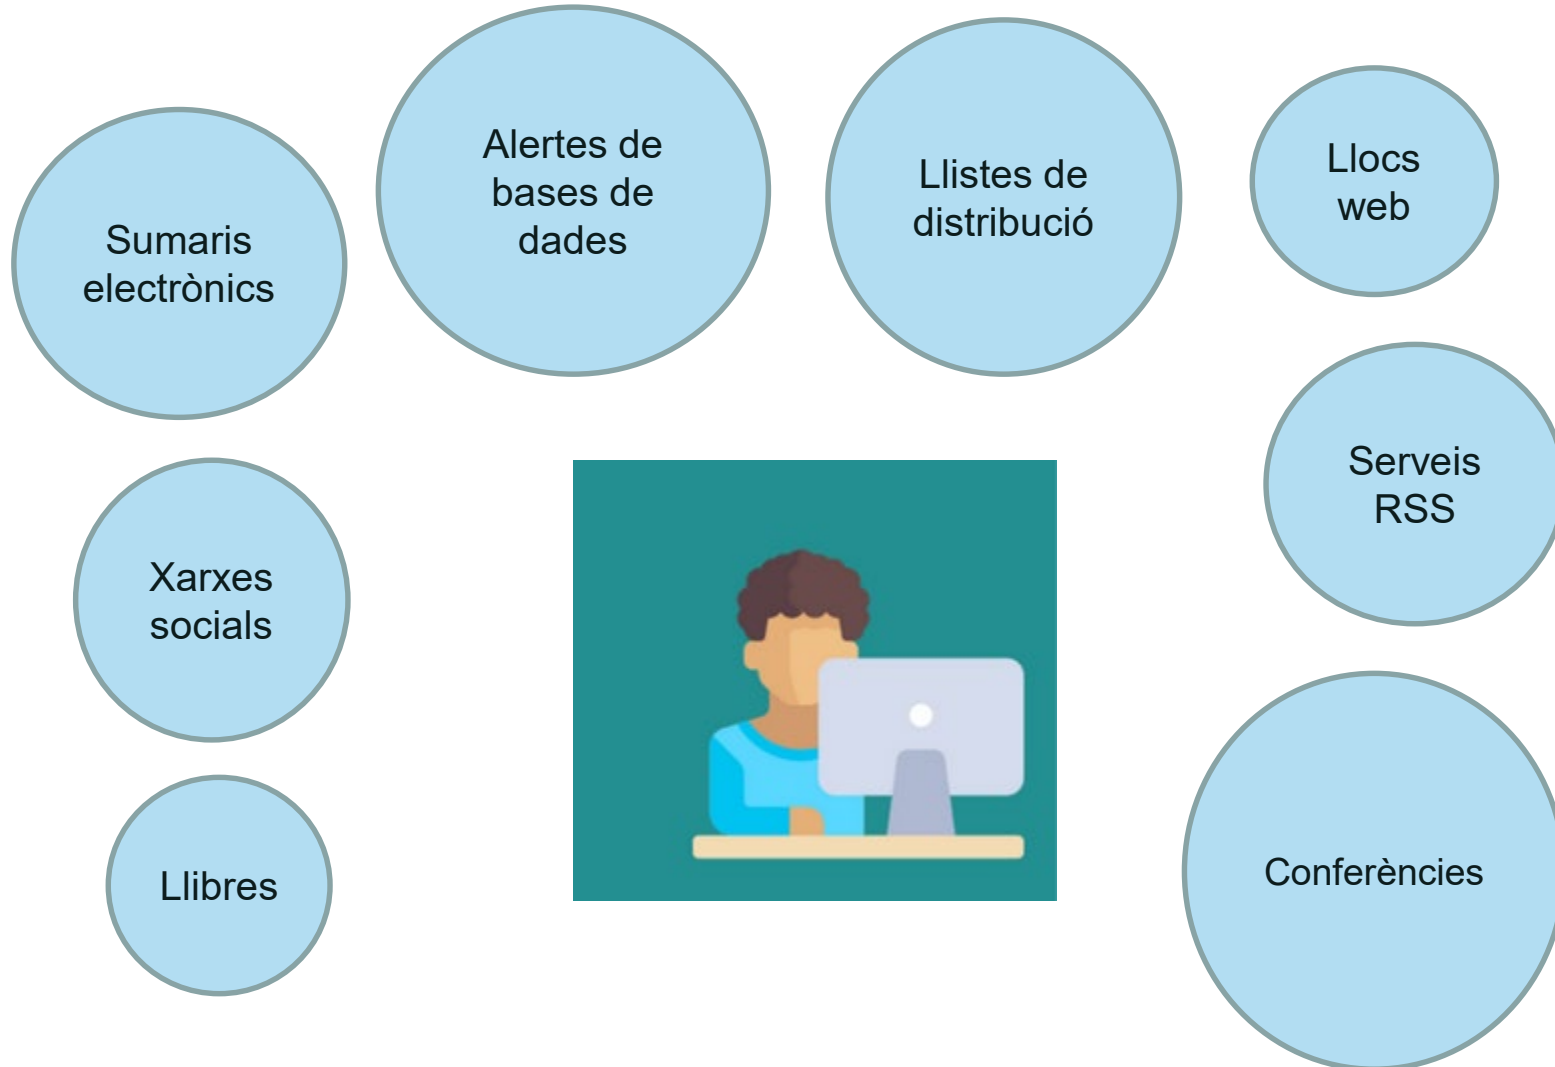 Sumaris
electrònics
Alertes de
bases de
dades
Llistes de
distribució
Llocs
web
Serveis
RSS
Xarxes
socials
Llibres
Conferències